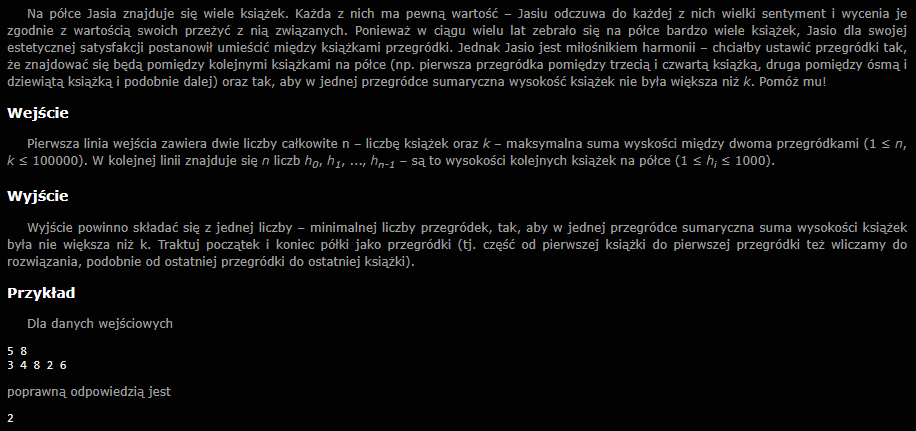 Na półce Jasia znajduje się wiele książek. Każda z nich ma pewną wartość – Jasiu odczuwa do każdej z nich wielki sentyment i wycenia je
zgodnie z wartością swoich przeżyć z nią związanych. Ponieważ w ciągu wielu lat zebrało się na półce bardzo wiele książek, Jasio dla swojej
estetycznej satysfakcji postanowił umieścić między książkami przegródki. Jednak Jasio jest miłośnikiem harmonii – chciałby ustawić przegródki tak,
że znajdować się będą pomiędzy kolejnymi książkami na półce (np. pierwsza przegródka pomiędzy trzecią i czwartą książką, druga pomiędzy ósmą i
dziewiątą książką i podobnie dalej) oraz tak, aby w jednej przegródce sumaryczna wysokość książek nie była większa niż k. Pomóż mu!
Wejście
Pierwsza linia wejścia zawiera dwie liczby całkowite n – liczbę książek oraz k – maksymalna suma wyskości między dwoma przegródkami (1 ≤ n,
k ≤ 100000). W kolejnej linii znajduje się n liczb h0, h1, ..., hn-1 – są to wysokości kolejnych książek na półce (1 ≤ hi ≤ 1000).
Wyjście
Wyjście powinno składać się z jednej liczby – minimalnej liczby przegródek, tak, aby w jednej przegródce sumaryczna suma wysokości książek
była nie większa niż k. Traktuj początek i koniec półki jako przegródki (tj. część od pierwszej książki do pierwszej przegródki też wliczamy do
rozwiązania, podobnie od ostatniej przegródki do ostatniej książki).
Przykład
Dla danych wejściowych
5 8
3 4 8 2 6
poprawną odpowiedzią jest
2